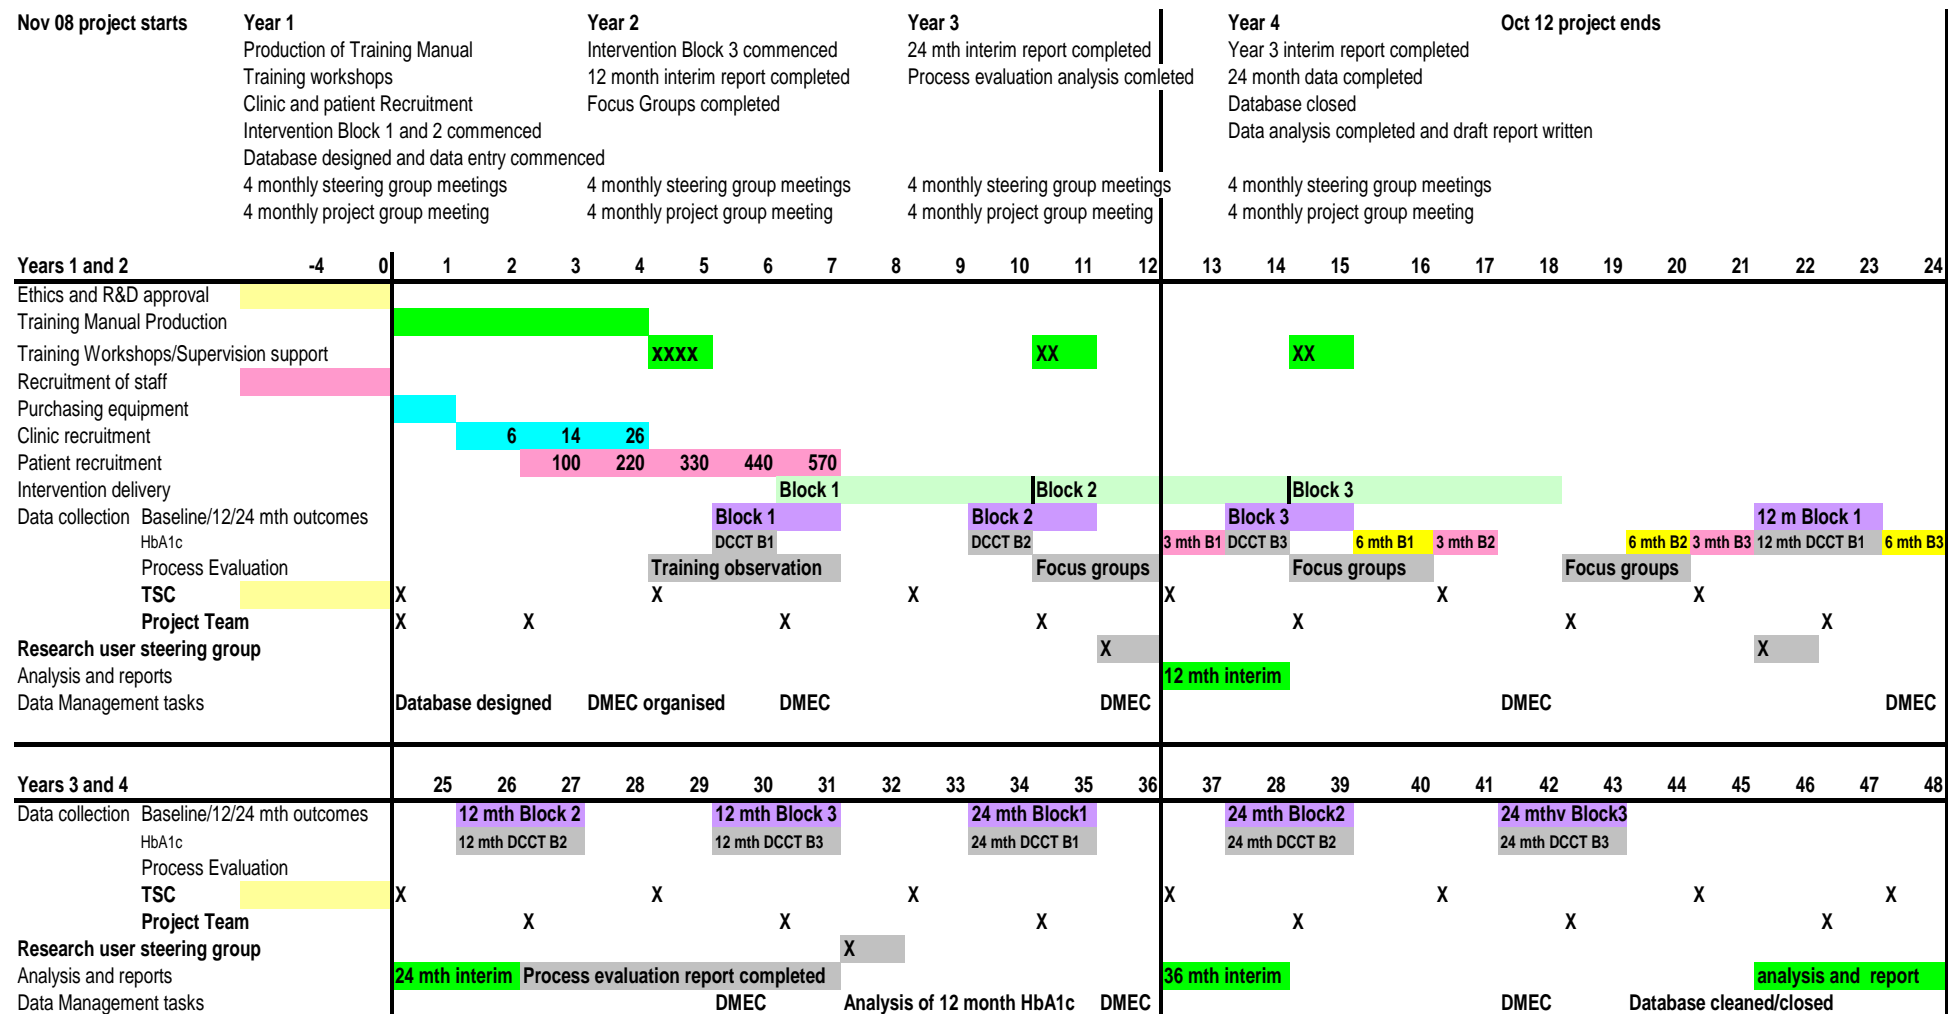 Nov 08 project starts Year 1 Year 2 Year 3 Year 4 Oct 12 project ends
Production of Training Manual Intervention Block 3 commenced 24 mth interim report completed Year 3 interim report completed
Training workshops 12 month interim report completed Process evaluation analysis comleted 24 month data completed
Clinic and patient Recruitment Focus Groups completed Database closed
Intervention Block 1 and 2 commenced Data analysis completed and draft report written
Database designed and data entry commenced
4 monthly steering group meetings 4 monthly steering group meetings 4 monthly steering group meetings 4 monthly steering group meetings
4 monthly project group meeting 4 monthly project group meeting 4 monthly project group meeting 4 monthly project group meeting
Years 1 and 2 -4 0 1 2 3 4 5 6 7 8 9 10 11 12 13 14 15 16 17 18 19 20 21 22 23 24
Ethics and R&D approval
Training Manual Production
Training Workshops/Supervision support xxxx XX XX
Recruitment of staff
Purchasing equipment
Clinic recruitment 6 14 26
Patient recruitment 100 220 330 440 570
Intervention delivery Block 1 Block 2 Block 3
Data collection Baseline/12/24 mth outcomes Block 1 Block 2 Block 3 12 m Block 1
HbA1c DCCT B1 DCCT B2 3 mth B1 DCCT B3 6 mth B1 3 mth B2 6 mth B2 3 mth B3 12 mth DCCT B1 6 mth B3
Process Evaluation Training observation Focus groups Focus groups Focus groups
TSC X X X X X X
Project Team X X X X X X X
Research user steering group X X
Analysis and reports 12 mth interim
Data Management tasks Database designed DMEC organised DMEC DMEC DMEC DMEC
Years 3 and 4 25 26 27 28 29 30 31 32 33 34 35 36 37 28 39 40 41 42 43 44 45 46 47 48
Data collection Baseline/12/24 mth outcomes 12 mth Block 2 12 mth Block 3 24 mth Block1 24 mth Block2 24 mthv Block3
HbA1c 12 mth DCCT B2 12 mth DCCT B3 24 mth DCCT B1 24 mth DCCT B2 24 mth DCCT B3
Process Evaluation
TSC X X X X X X X
Project Team X X X X X X
Research user steering group X
Analysis and reports 24 mth interim Process evaluation report completed 36 mth interim analysis and report
Data Management tasks DMEC Analysis of 12 month HbA1c DMEC DMEC Database cleaned/closed